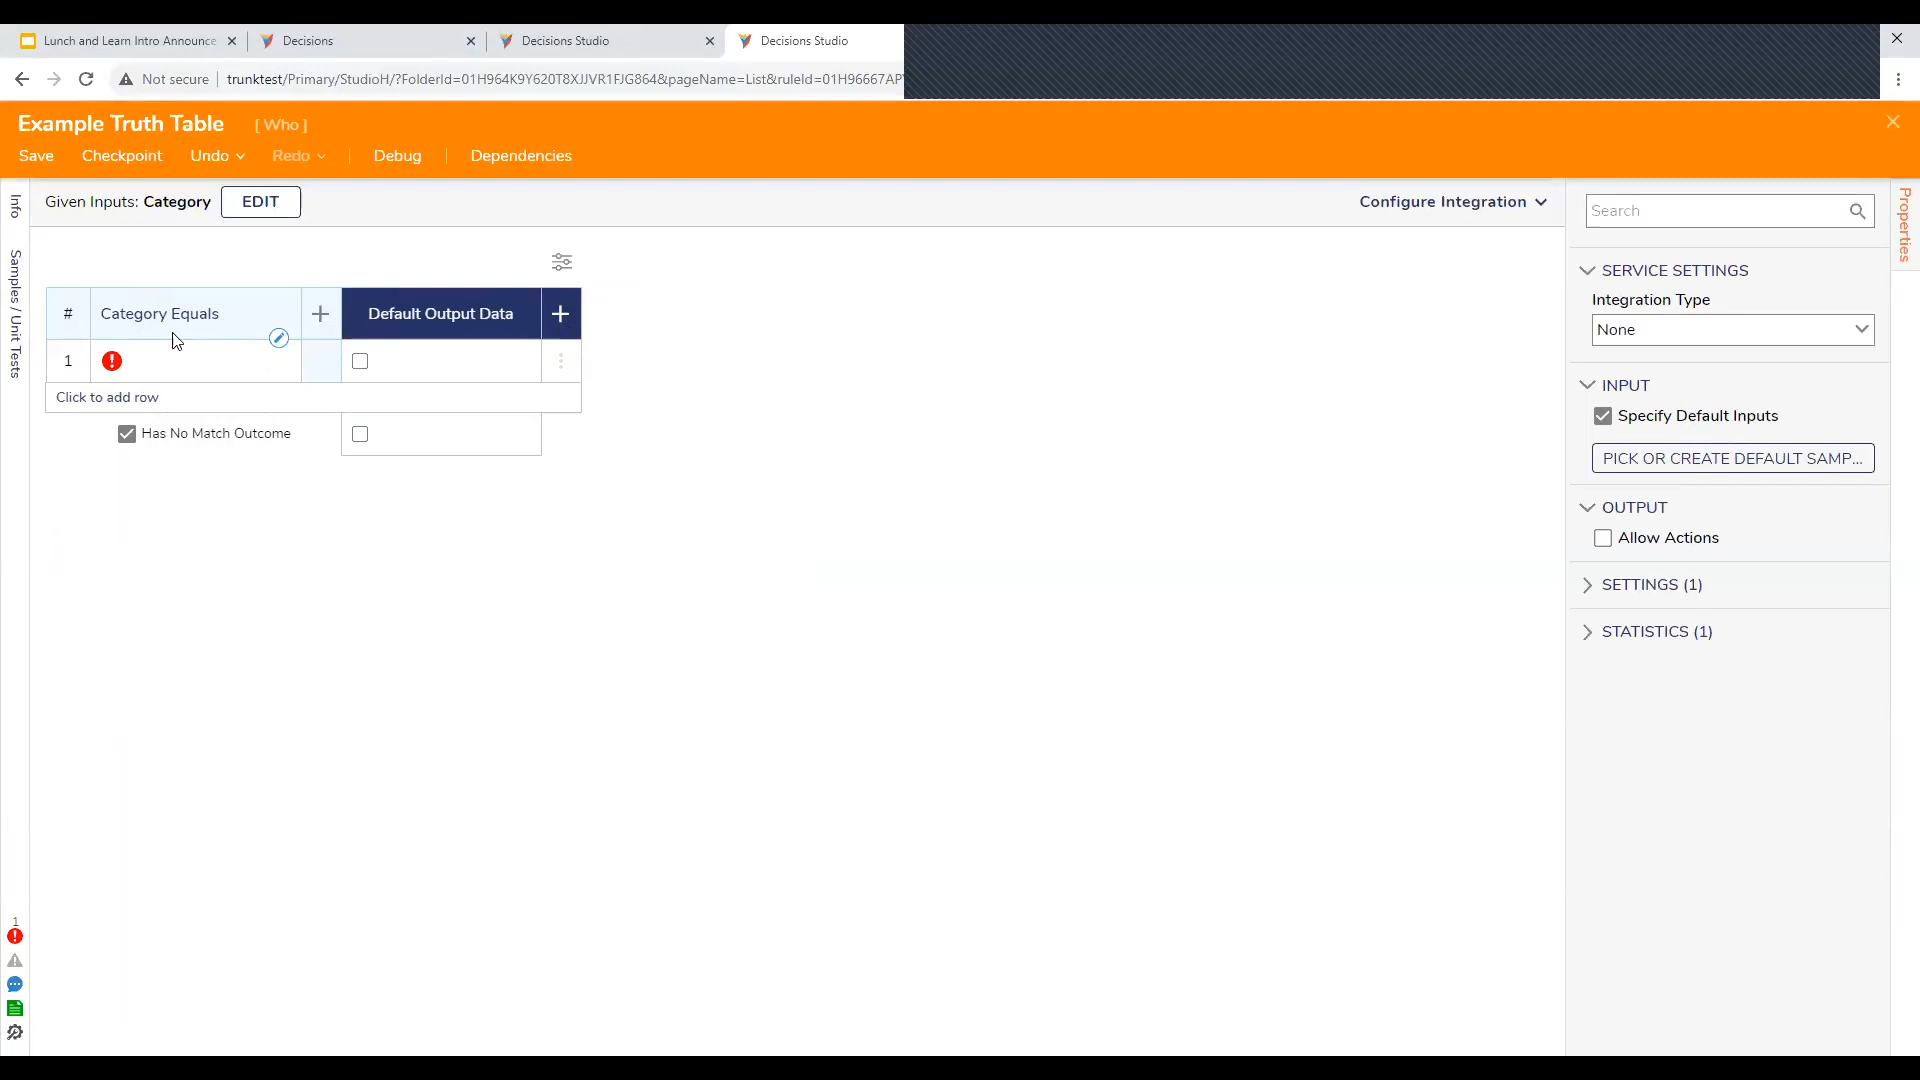 Lunch and Learn Intro Announce
Decisions
Decisions Studio
Decisions Studio
Not secure
trunktest/Primary/StudioH/?FolderId=01H964K9Y620T8XJJVR1FJG864&pageName=List&ruleId=01H96667AP
Example Truth Table [ Who ]
Save Checkpoint Undo Redo Debug Dependencies
Info
Samples / Unit Tests
Given Inputs: Category EDIT
Configure Integration
# Category Equals + Default Output Data +
1
Click to add row
Has No Match Outcome
Search
SERVICE SETTINGS
Integration Type
None
INPUT
Specify Default Inputs
PICK OR CREATE DEFAULT SAMP...
OUTPUT
Allow Actions
SETTINGS (1)
STATISTICS (1)
Properties
1